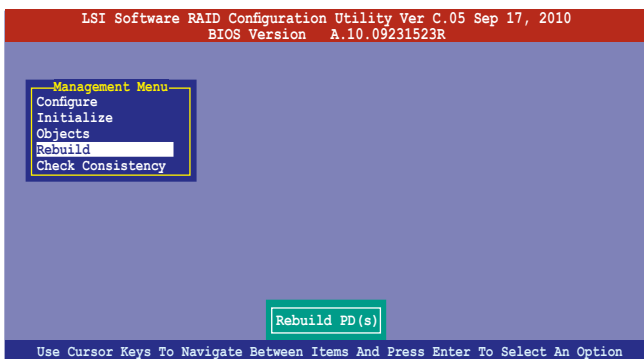 LSI Software RAID Configuration Utility Ver C.05 Sep 17, 2010
BIOS Version A.10.09231523R
Management Menu
Configure
Initialize
Objects
Rebuild
Check Consistency
Rebuild PD(s)
Use Cursor Keys To Navigate Between Items And Press Enter To Select An Option